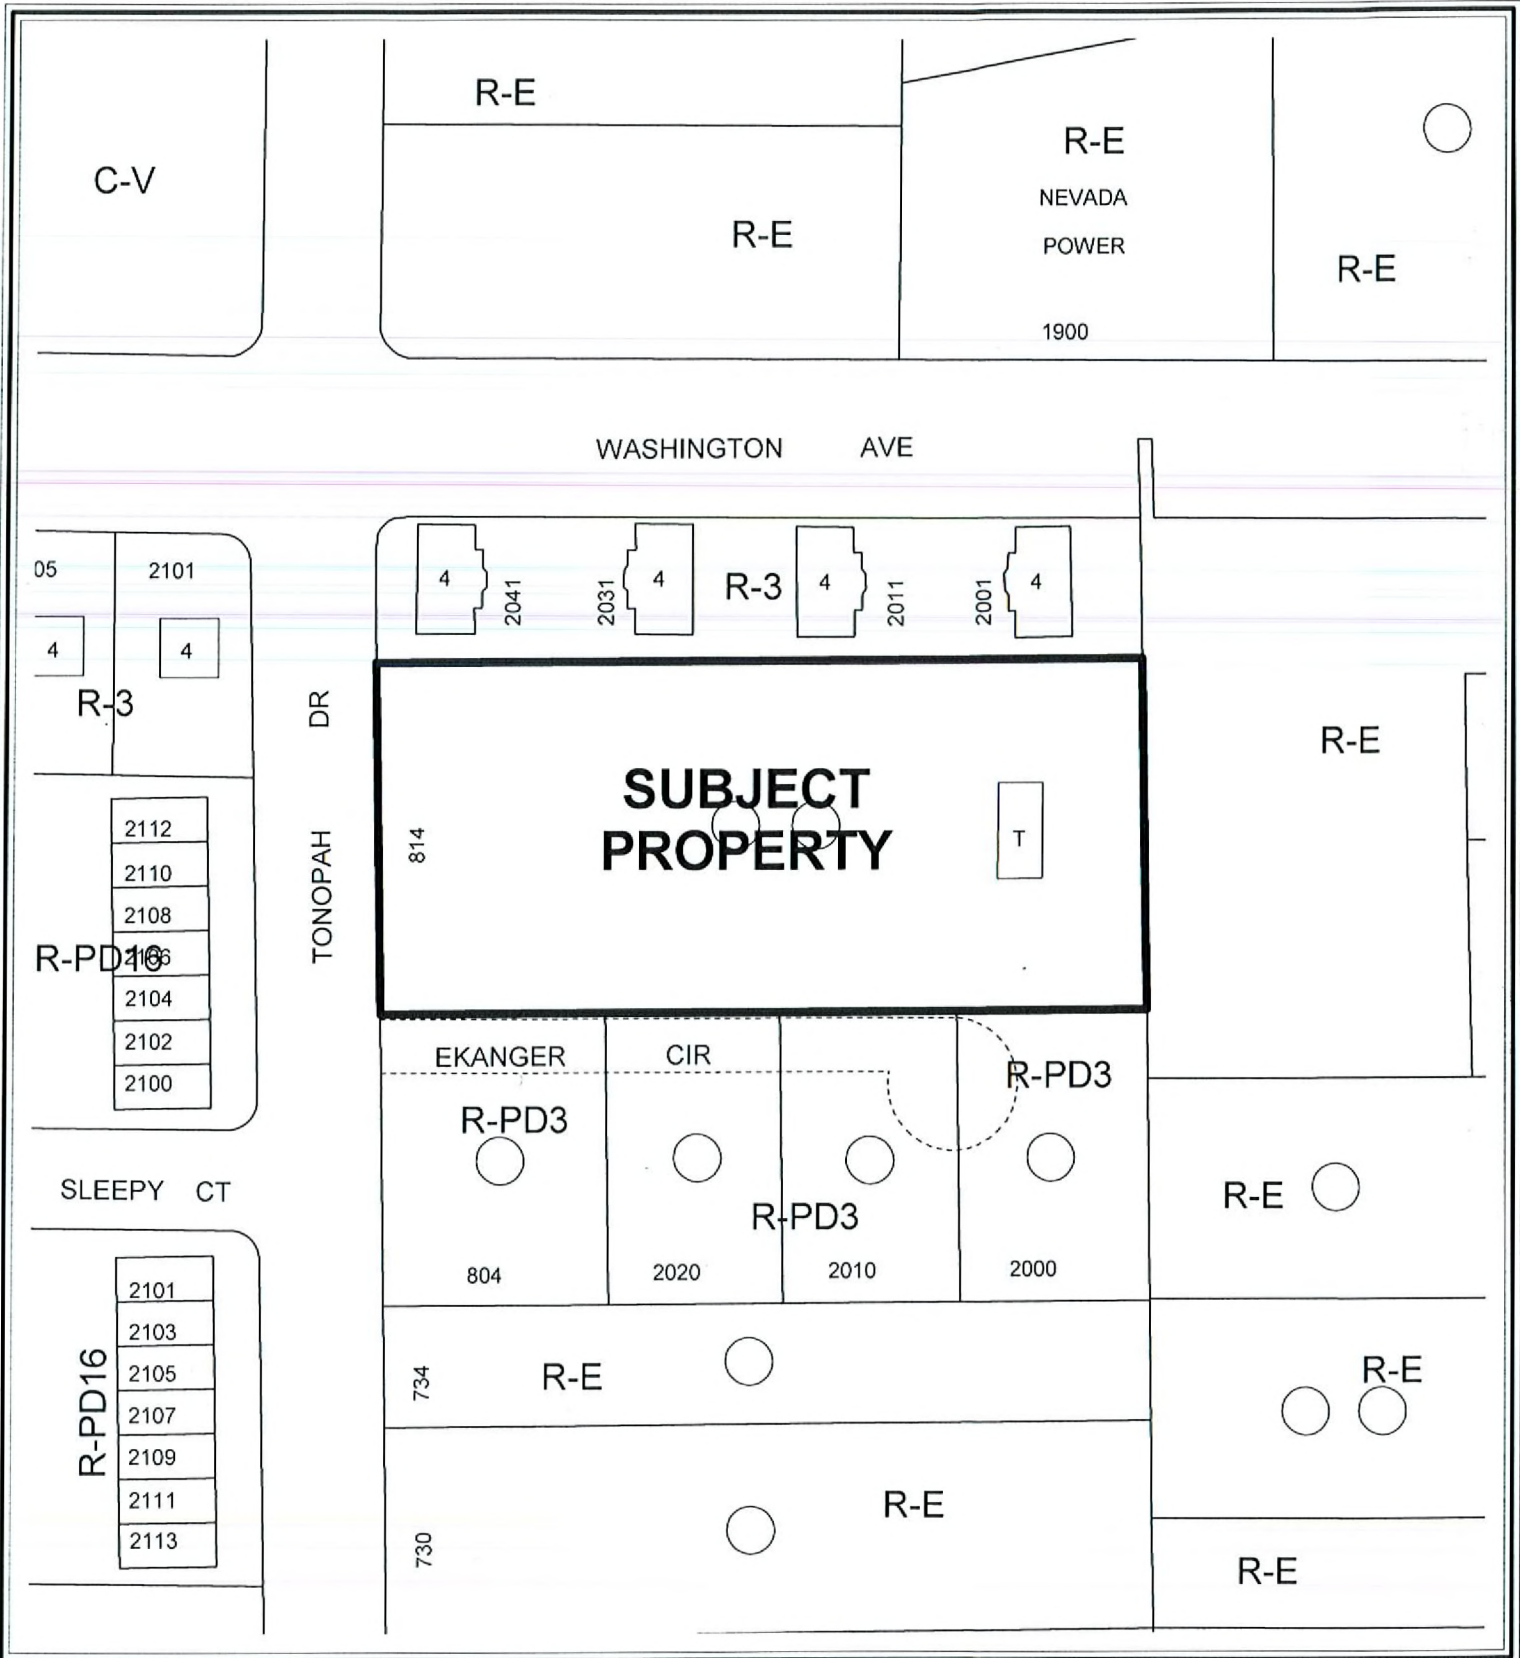 R-E
C-V
R-E
R-E
NEVADA
POWER
1900
R-E
WASHINGTON AVE
05
2101
4
4
R-3
4
2041
2031
4
R-3
4
2011
2001
4
DR
TONOPAH
814
SUBJECT
PROPERTY
T
R-E
2112
2110
2108
2106
R-PD16
2104
2102
2100
EKANGER CIR
R-PD3
R-PD3
R-PD3
804
2020
2010
2000
R-E
SLEEPY CT
2101
2103
2105
2107
2109
2111
2113
R-PD16
734
R-E
R-E
730
R-E
R-E